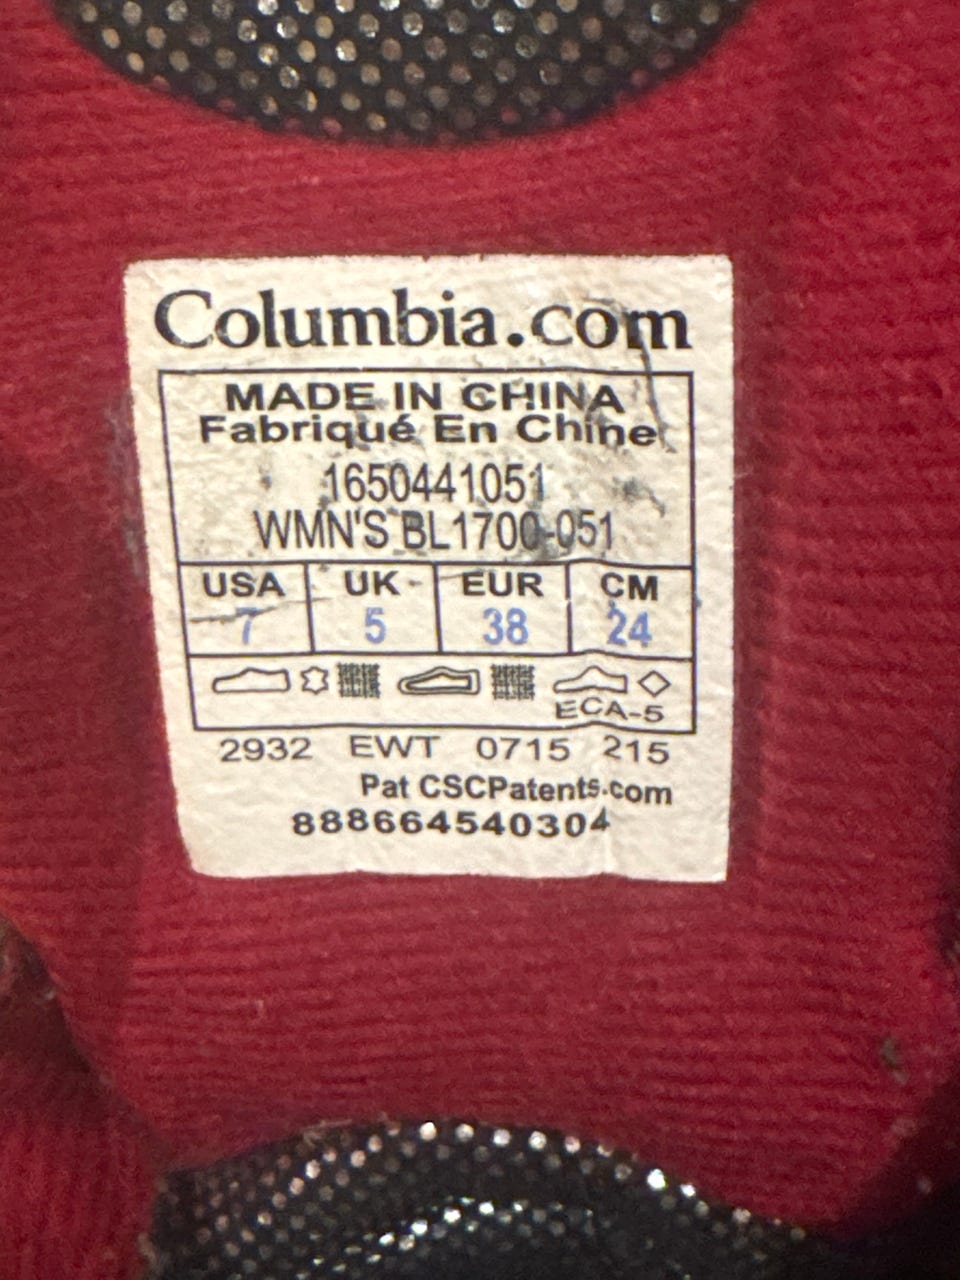 Columbia.com
MADE IN CHINA
Fabriqué En Chine
1650441051
WMN'S BL1700-051
USA UK EUR CM
7 5 38 24
ECA-5
2932 EWT 0715 215
Pat CSCPatents.com
888664540304